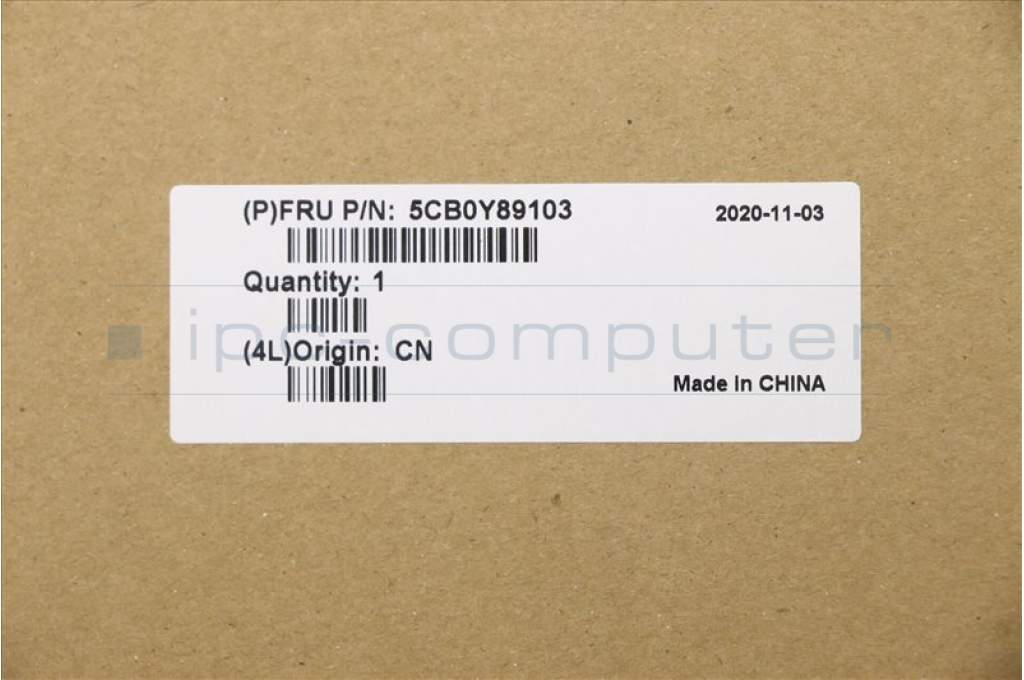 (P)FRU P/N: 5CB0Y89103
2020-11-03
Quantity: 1
ipc-computer
(4L)Origin: CN
Made in CHINA